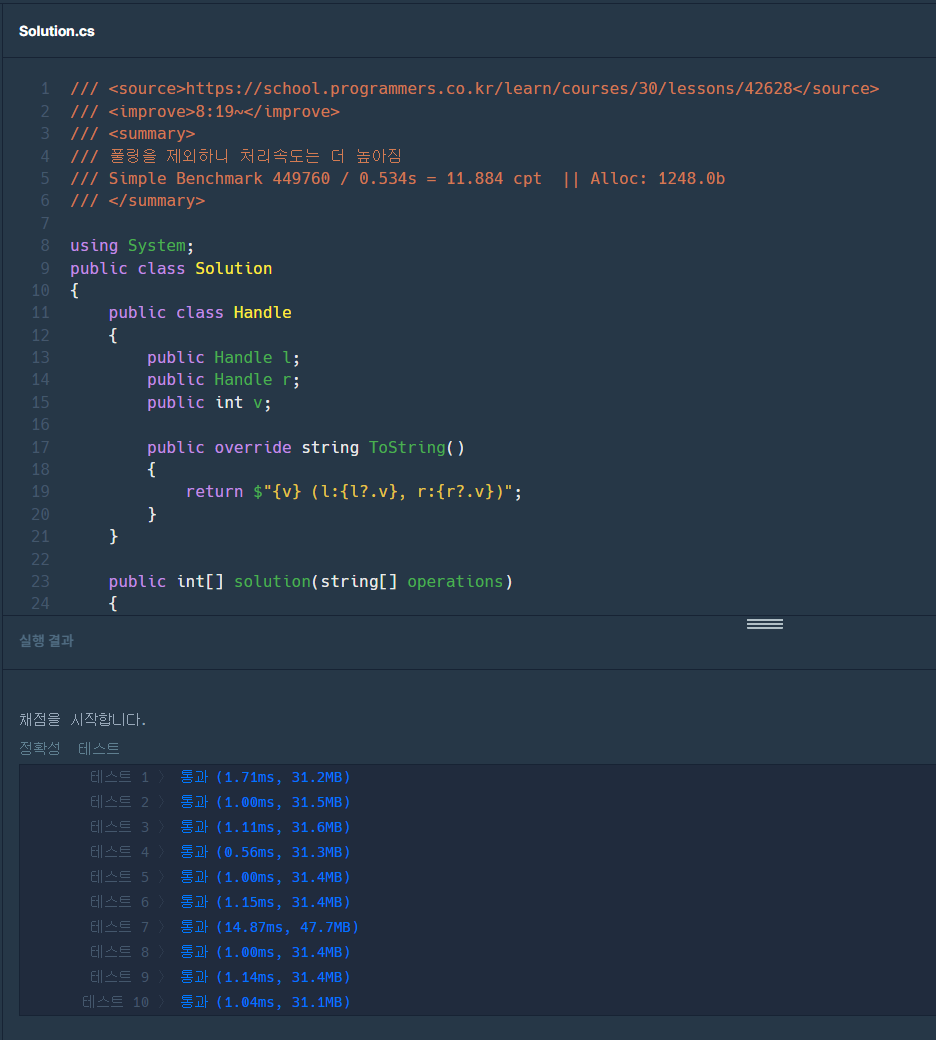 Solution.cs
1 /// <source>https://school.programmers.co.kr/learn/courses/30/lessons/42628</source>
2 /// <improve>8:19~</improve>
3 /// <summary>
4 /// 풀링을 제외하니 처리속도는 더 높아짐
5 /// Simple Benchmark 449760 / 0.534s = 11.884 cpt  || Alloc: 1248.0b
6 /// </summary>
7
8 using System;
9 public class Solution
10 {
11     public class Handle
12     {
13         public Handle l;
14         public Handle r;
15         public int v;
16
17         public override string ToString()
18         {
19             return $"{v} (l:{l?.v}, r:{r?.v})";
20         }
21     }
22
23     public int[] solution(string[] operations)
24     {
실행 결과
채점을 시작합니다.
정확성  테스트
테스트 1 〉 통과 (1.71ms, 31.2MB)
테스트 2 〉 통과 (1.00ms, 31.5MB)
테스트 3 〉 통과 (1.11ms, 31.6MB)
테스트 4 〉 통과 (0.56ms, 31.3MB)
테스트 5 〉 통과 (1.00ms, 31.4MB)
테스트 6 〉 통과 (1.15ms, 31.4MB)
테스트 7 〉 통과 (14.87ms, 47.7MB)
테스트 8 〉 통과 (1.00ms, 31.4MB)
테스트 9 〉 통과 (1.14ms, 31.4MB)
테스트 10 〉 통과 (1.04ms, 31.1MB)